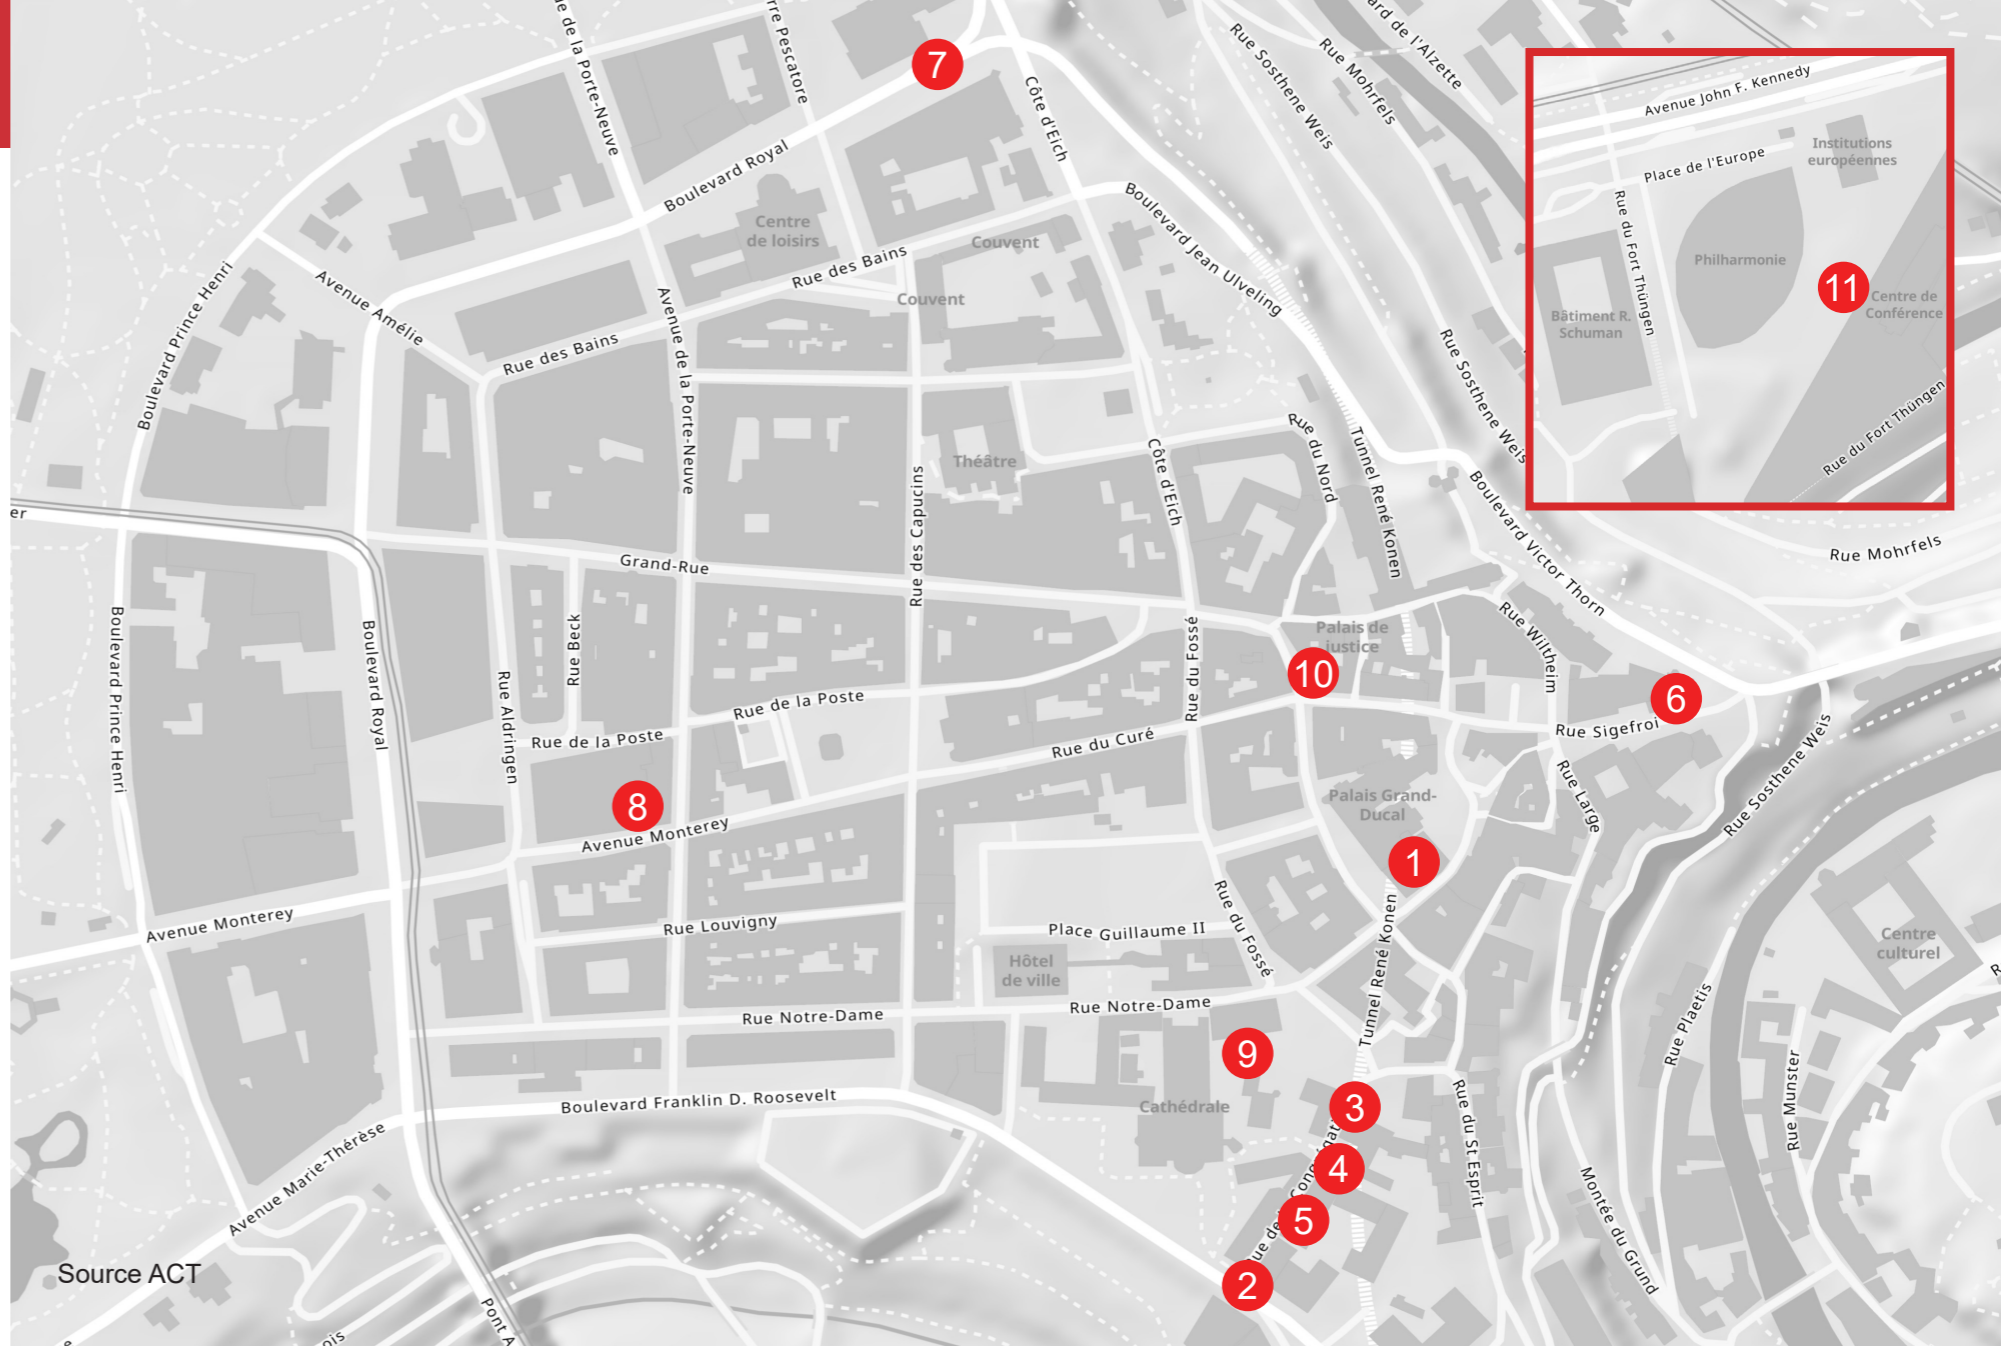 ue de la Porte-Neuve
rre Pescatore
7
Côte d'Eich
Rue Sosthene Weis
Rue Mohrfels
ard de l'Alzette
Avenue John F. Kennedy
Institutions
européennes
Place de l'Europe
Rue du Fort Thüngen
Philharmonie
11
Centre de
Conférence
Bâtiment R.
Schuman
Rue du Fort Thüngen
Boulevard Royal
Centre
de loisirs
Couvent
Boulevard Jean Ulveling
Rue des Bains
Couvent
Boulevard Prince Henri
Avenue Amélie
Rue des Bains
Avenue de la Porte-Neuve
Rue Sosthene Weis
Théâtre
Côte d'Eich
Rue du Nord
Tunnel René Konen
Boulevard Victor Thorn
Rue Mohrfels
er
Grand-Rue
Rue des Capucins
Rue Beck
Boulevard Prince Henri
Boulevard Royal
Rue Aldringen
Rue du Fossé
Palais de
justice
10
Rue Wiltheim
6
Rue Sigefroi
Rue de la Poste
Rue de la Poste
Rue du Curé
Rue Large
Rue Sosthene Weis
8
Avenue Monterey
Palais Grand-
Ducal
1
Avenue Monterey
Rue Louvigny
Place Guillaume II
Rue du Fossé
Tunnel René Konen
Centre
culturel
Hôtel
de ville
Rue Notre-Dame
Rue Notre-Dame
9
Rue Plaetis
Rue Munster
Boulevard Franklin D. Roosevelt
Cathédrale
3
Rue du St Esprit
Avenue Marie-Thérèse
4
5
Montée du Grund
2
Source ACT
Pont A
ois